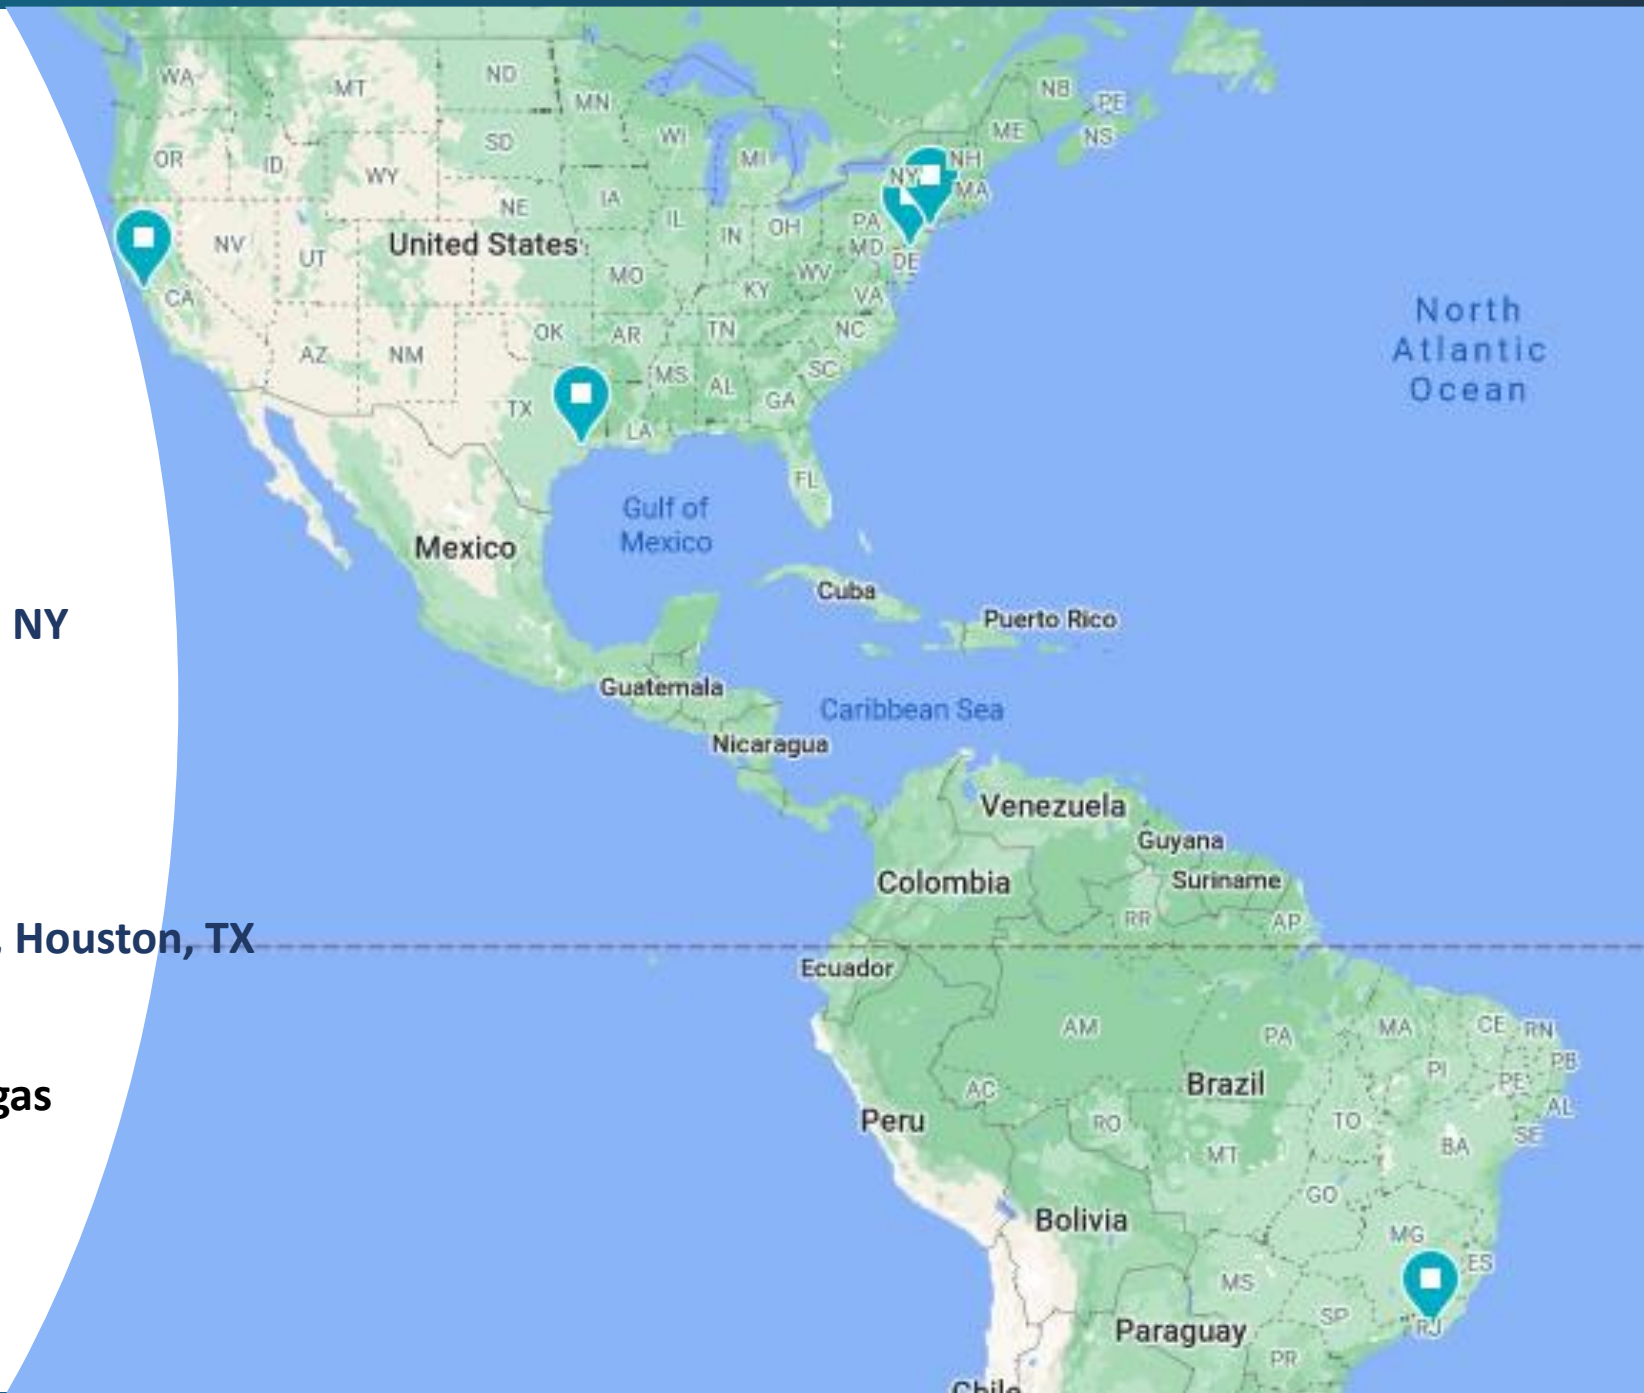 WA
MT
ND
MN
NB
PE
OR
ID
SD
WI
MI
ME
NS
WY
NY
NH
MA
NE
IA
IL
IN
OH
PA
NV
UT
United States
MD
DE
MO
WV
KY
VA
CA
OK
AR
TN
NC
AZ
NM
SC
MS
AL
GA
TX
LA
FL
North
Atlantic
Ocean
Gulf of
Mexico
Mexico
Cuba
Puerto Rico
NY
Guatemala
Caribbean Sea
Nicaragua
Venezuela
Guyana
Colombia
Suriname
RR
AP
, Houston, TX
Ecuador
AM
PA
MA
CE
RN
PB
PI
PE
AL
SE
AC
Brazil
gas
Peru
RO
TO
MT
BA
GO
Bolivia
MG
ES
MS
SP
RJ
Paraguay
PR
Chile